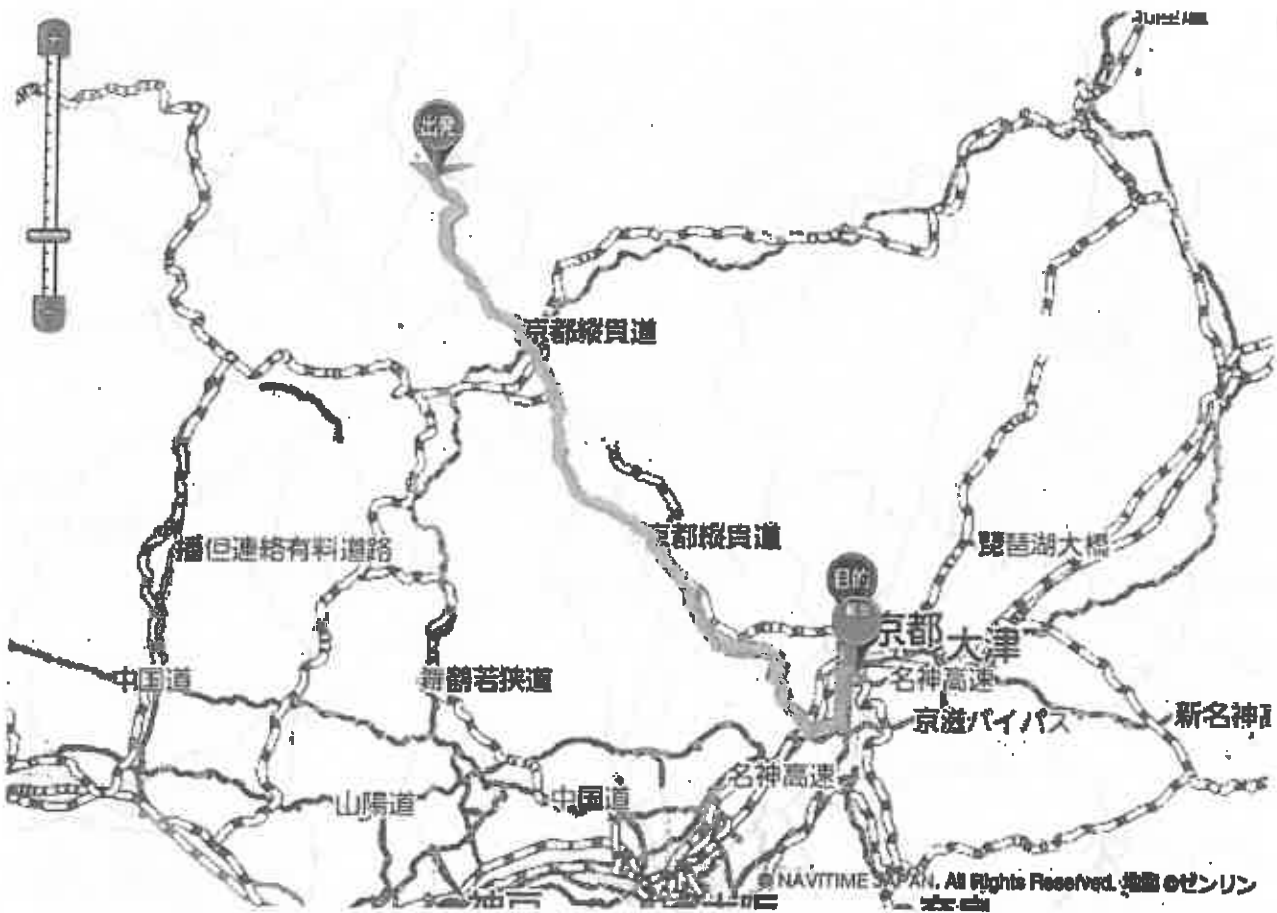 出発
京都縦貫道
京都縦貫道
播但連絡有料道路
琵琶湖大橋
目的
京都
大津
中国道
舞鶴若狭道
名神高速
京滋バイパス
新名神
名神高速
山陽道
中国道
© NAVITIME JAPAN. All Rights Reserved. 地図 ©ゼンリン